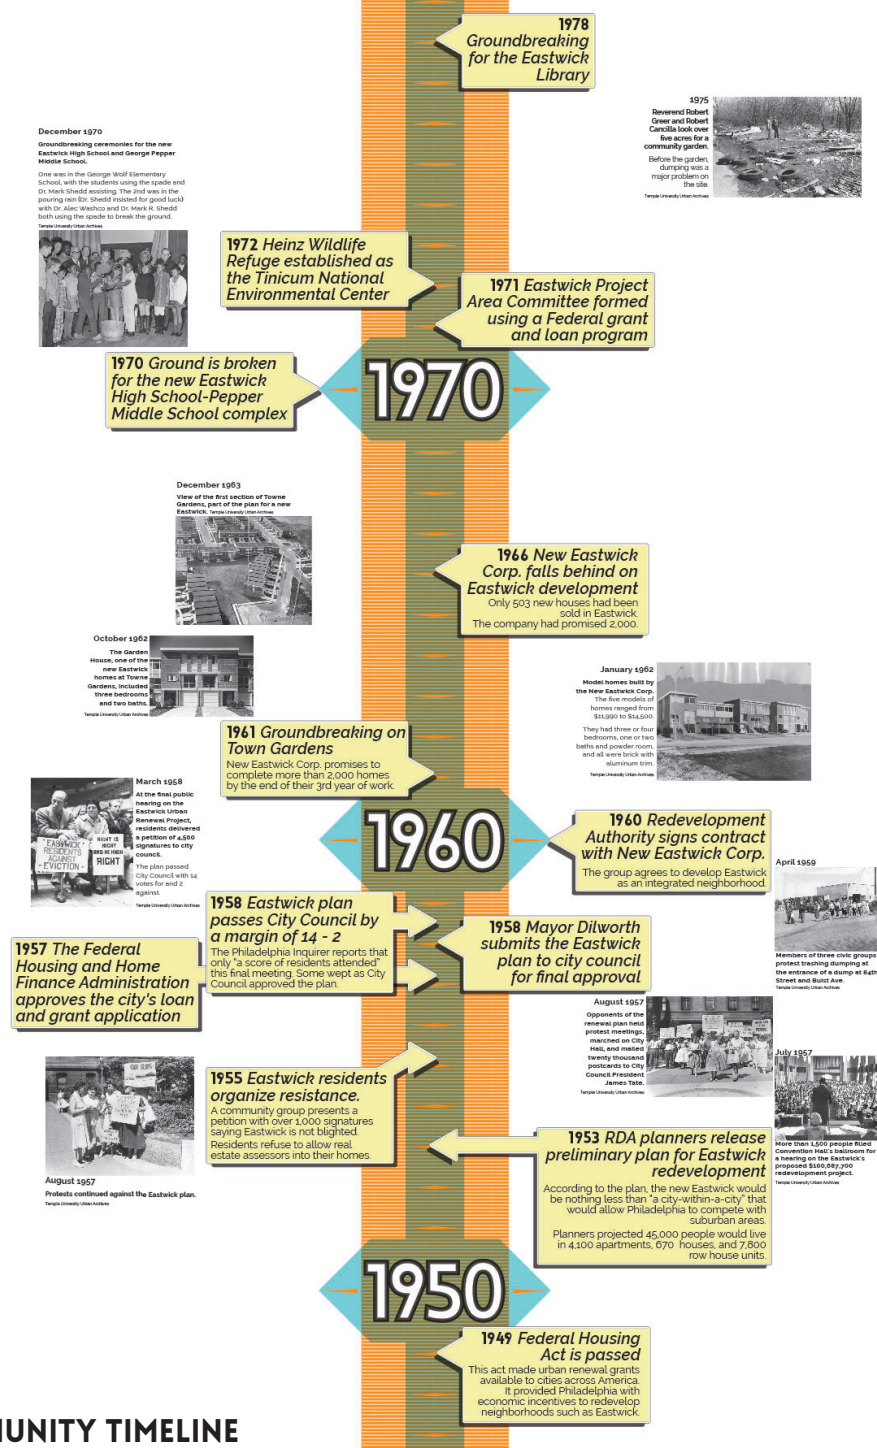 1978
Groundbreaking
for the Eastwick
Library
1975
Reverend Robert
Greer and Robert
Cancilla look over
five acres for a
community garden.
Before the garden,
dumping was a
major problem on
the site.
Temple University Urban Archives
December 1970
Groundbreaking ceremonies for the new
Eastwick High School and George Pepper
Middle School.
One was in the George Wolf Elementary
School, with the students using the spade and
Dr. Mark Shedd assisting. The 2nd was in the
pouring rain (Dr. Shedd insisted for good luck)
with Dr. Alec Washco and Dr. Mark R. Shedd
both using the spade to break the ground.
Temple University Urban Archives
1972 Heinz Wildlife
Refuge established as
the Tinicum National
Environmental Center
1971 Eastwick Project
Area Committee formed
using a Federal grant
and loan program
1970 Ground is broken
for the new Eastwick
High School-Pepper
Middle School complex
1970
December 1963
View of the first section of Towne
Gardens, part of the plan for a new
Eastwick. Temple University Urban Archives
1966 New Eastwick
Corp. falls behind on
Eastwick development
Only 503 new houses had been
sold in Eastwick.
The company had promised 2,000.
October 1962
The Garden
House, one of the
new Eastwick
homes at Towne
Gardens, included
three bedrooms
and two baths.
Temple University Urban Archives
January 1962
Model homes built by
the New Eastwick Corp.
The five models of
homes ranged from
$11,990 to $14,500.
They had three or four
bedrooms, one or two
baths and powder room,
and all were brick with
aluminum trim.
Temple University Urban Archives
1961 Groundbreaking on
Town Gardens
New Eastwick Corp. promises to
complete more than 2,000 homes
by the end of their 3rd year of work.
March 1958
At the final public
hearing on the
Eastwick Urban
Renewal Project,
residents delivered
a petition of 4,500
signatures to city
council.
The plan passed
City Council with 14
votes for and 2
against.
Temple University Urban Archives
EASTWICK
RESIDENTS
AGAINST
EVICTION
RIGHT IS
RIGHT
RIGHT
1960
1960 Redevelopment
Authority signs contract
with New Eastwick Corp.
The group agrees to develop Eastwick
as an integrated neighborhood.
April 1959
Members of three civic groups
protest trashing dumping at
the entrance of a dump at 84th
Street and Buist Ave.
Temple University Urban Archives
1958 Eastwick plan
passes City Council by
a margin of 14 - 2
The Philadelphia Inquirer reports that
only "a score of residents attended"
this final meeting. Some wept as City
Council approved the plan.
1958 Mayor Dilworth
submits the Eastwick
plan to city council
for final approval
1957 The Federal
Housing and Home
Finance Administration
approves the city's loan
and grant application
August 1957
Opponents of the
renewal plan held
protest meetings,
marched on City
Hall, and mailed
twenty thousand
postcards to City
Council President
James Tate.
Temple University Urban Archives
July 1957
More than 1,500 people filled
Convention Hall's ballroom for
a hearing on the Eastwick's
proposed $100,687,700
redevelopment project.
Temple University Urban Archives
1955 Eastwick residents
organize resistance.
A community group presents a
petition with over 1,000 signatures
saying Eastwick is not blighted.
Residents refuse to allow real
estate assessors into their homes.
August 1957
Protests continued against the Eastwick plan.
Temple University Urban Archives
1953 RDA planners release
preliminary plan for Eastwick
redevelopment
According to the plan, the new Eastwick would
be nothing less than "a city-within-a-city" that
would allow Philadelphia to compete with
suburban areas.
Planners projected 45,000 people would live
in 4,100 apartments, 670 houses, and 7,800
row house units.
1950
1949 Federal Housing
Act is passed
This act made urban renewal grants
available to cities across America.
It provided Philadelphia with
economic incentives to redevelop
neighborhoods such as Eastwick.
UNITY TIMELINE